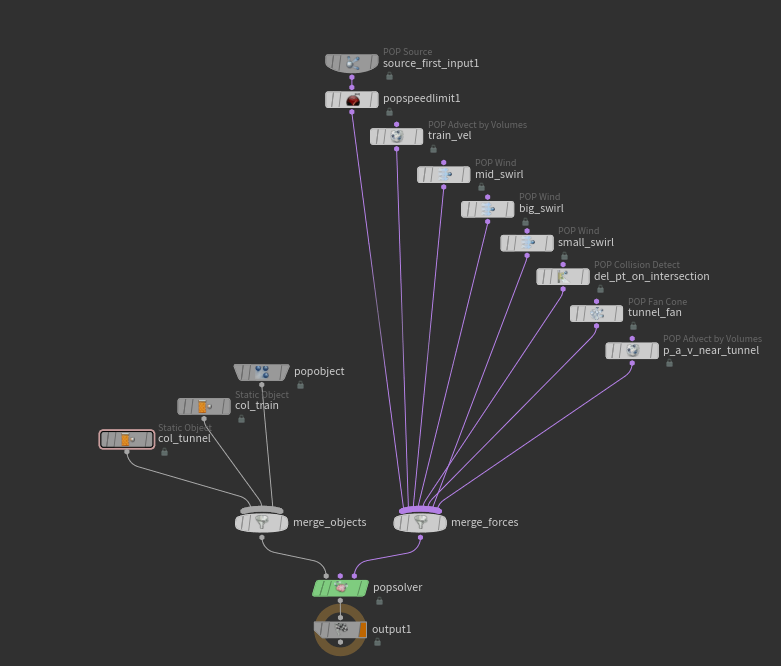 POP Source
source_first_input1
popspeedlimit1
POP Advect by Volumes
train_vel
POP Wind
mid_swirl
POP Wind
big_swirl
POP Wind
small_swirl
POP Collision Detect
del_pt_on_intersection
POP Fan Cone
tunnel_fan
POP Advect by Volumes
p_a_v_near_tunnel
popobject
Static Object
col_train
Static Object
col_tunnel
merge_objects
merge_forces
popsolver
output1